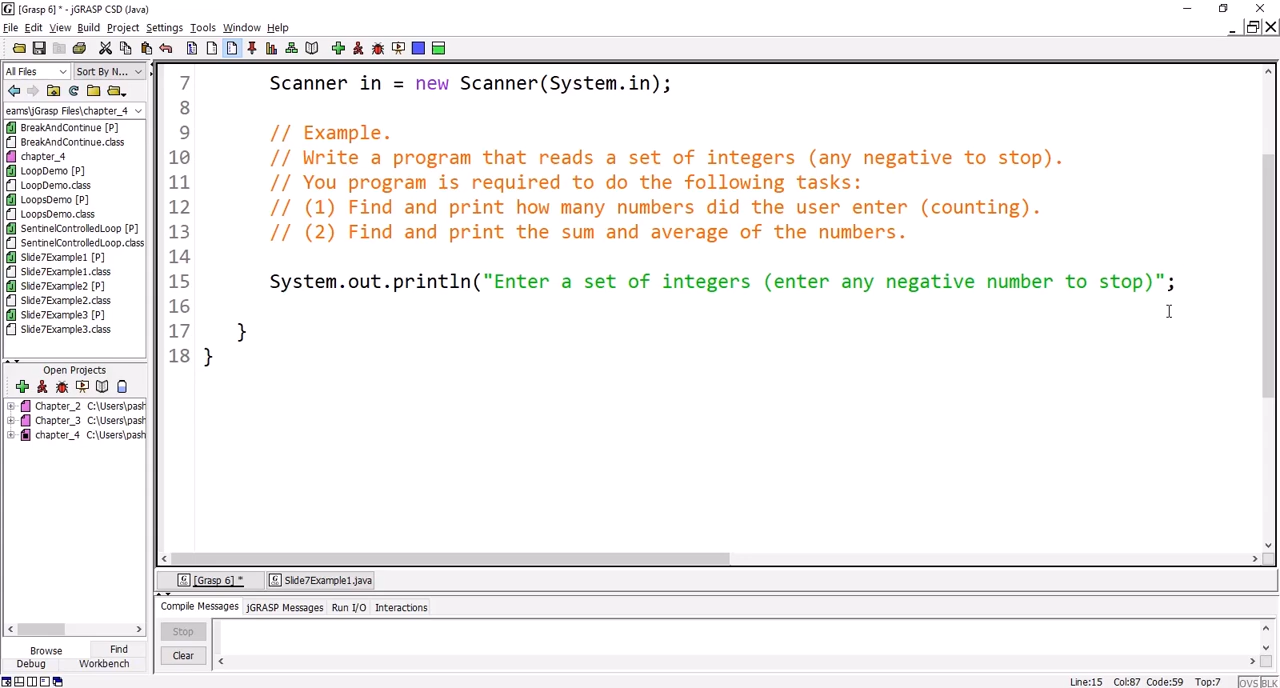 [Grasp 6] * - jGRASP CSD (Java)
File Edit View Build Project Settings Tools Window Help
All Files Sort By N...
eams\jGrasp Files\chapter_4
BreakAndContinue [P]
BreakAndContinue.class
chapter_4
LoopDemo [P]
LoopDemo.class
LoopsDemo [P]
LoopsDemo.class
SentinelControlledLoop [P]
SentinelControlledLoop.class
Slide7Example1 [P]
Slide7Example1.class
Slide7Example2 [P]
Slide7Example2.class
Slide7Example3 [P]
Slide7Example3.class
Open Projects
Chapter_2 C:\Users\pash
Chapter_3 C:\Users\pash
chapter_4 C:\Users\pash
Browse Find
Debug Workbench
7 Scanner in = new Scanner(System.in);
8
9 // Example.
10 // Write a program that reads a set of integers (any negative to stop).
11 // You program is required to do the following tasks:
12 // (1) Find and print how many numbers did the user enter (counting).
13 // (2) Find and print the sum and average of the numbers.
14
15 System.out.println("Enter a set of integers (enter any negative number to stop)";
16
17 }
18 }
[Grasp 6] * Slide7Example1.java
Compile Messages jGRASP Messages Run I/O Interactions
Stop
Clear
Line:15 Col:87 Code:59 Top:7 OVS BLK